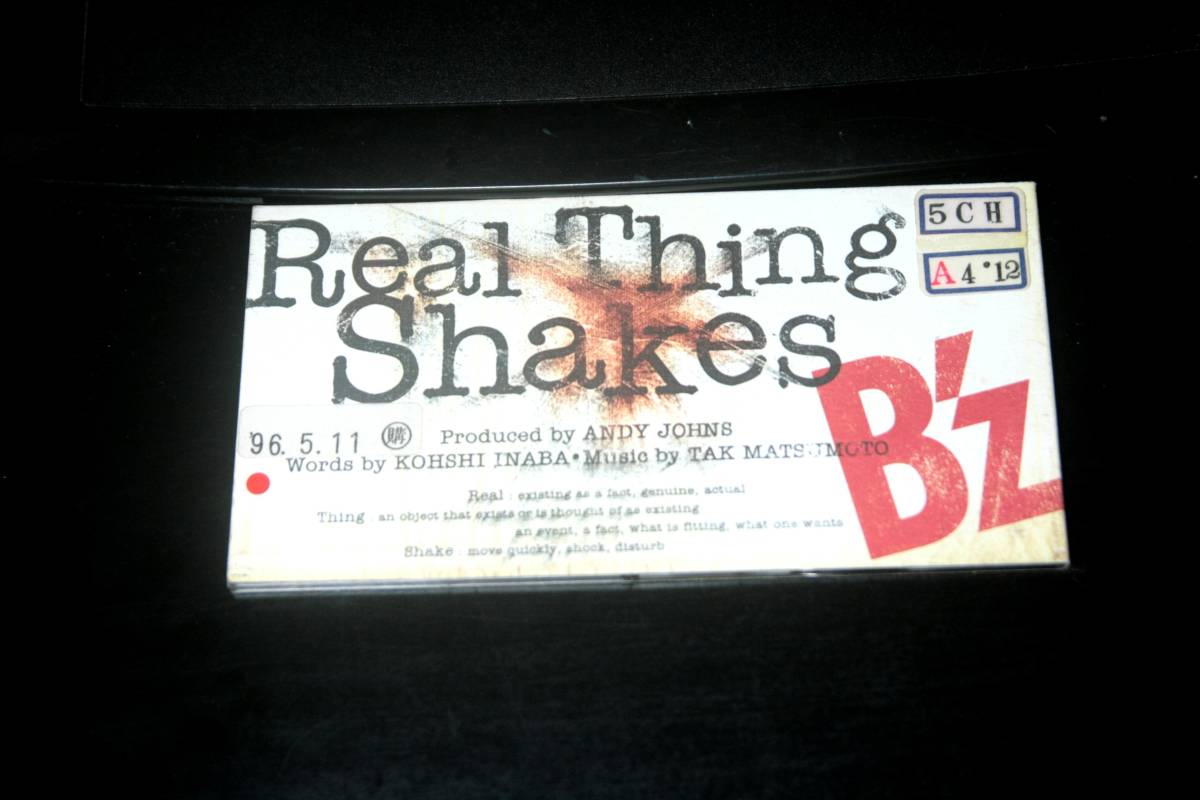 Real Thing
Shakes
5CH
A4'12
B'z
'96.5.11 購
Produced by ANDY JOHNS
Words by KOHSHI INABA • Music by TAK MATSUMOTO
Real : existing as a fact, genuine, actual
Thing : an object that exists or is thought of as existing
an event, a fact, what is fitting, what one wants
Shake : move quickly, shock, disturb